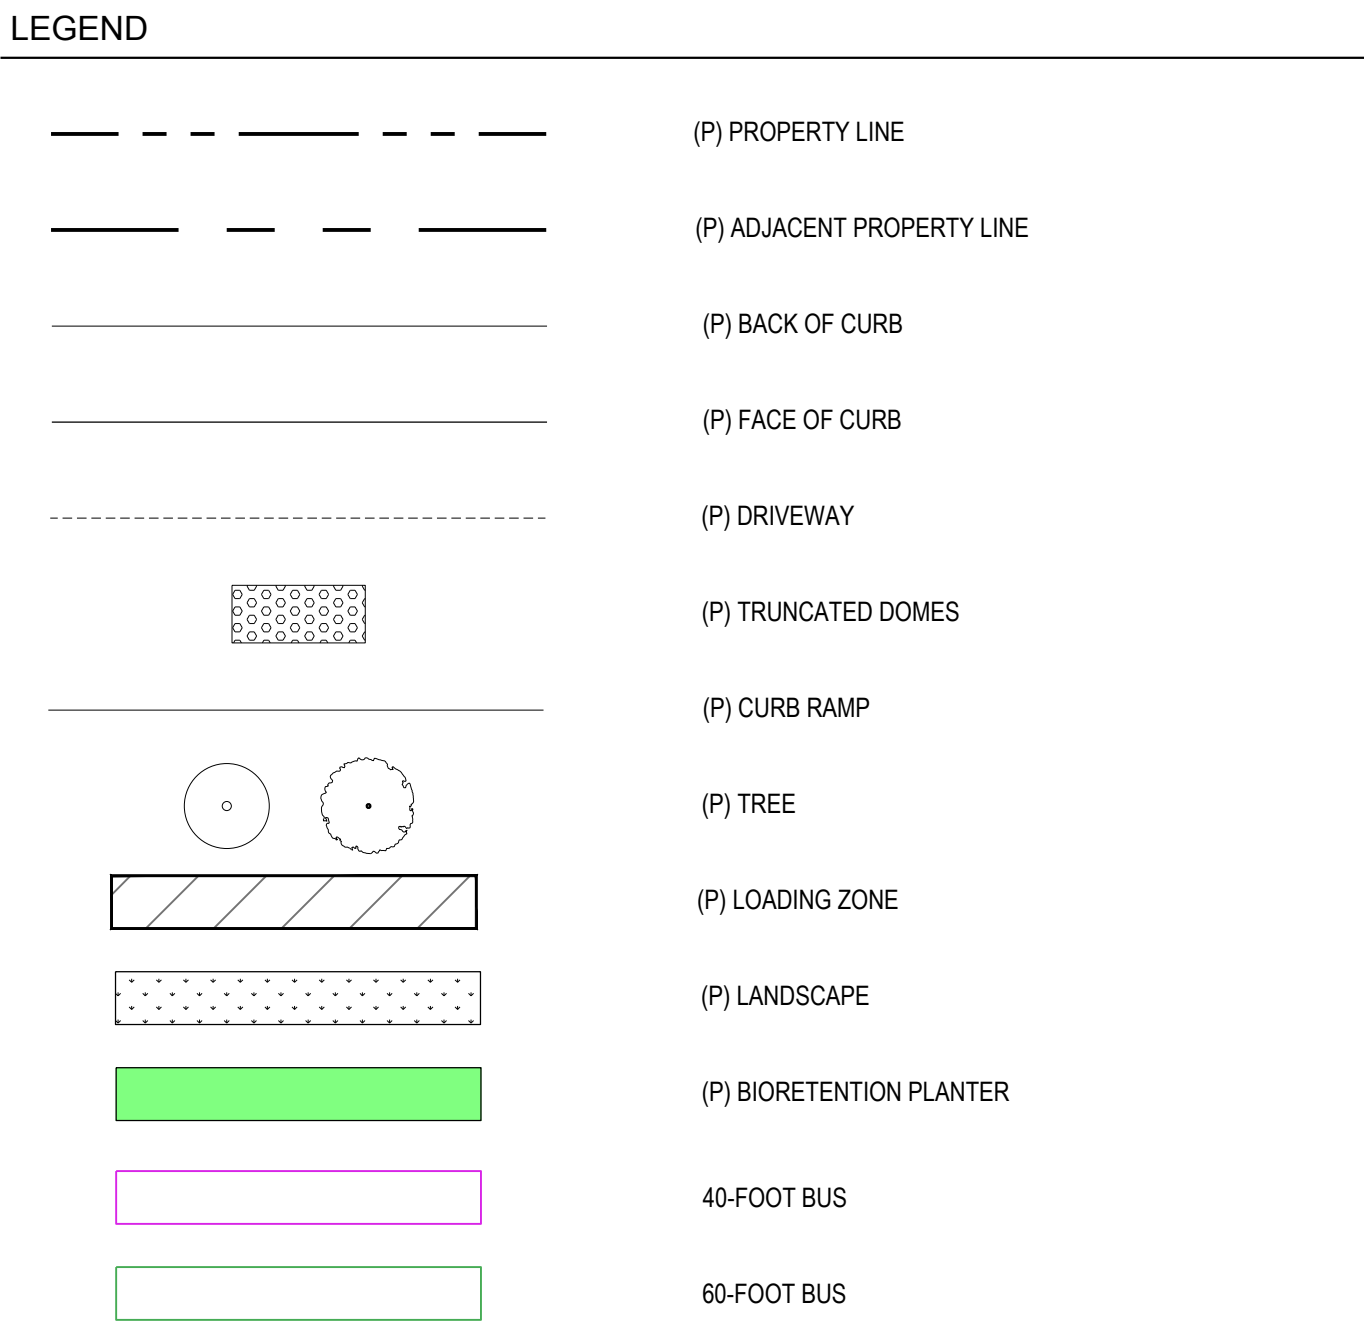 LEGEND
(P) PROPERTY LINE
(P) ADJACENT PROPERTY LINE
(P) BACK OF CURB
(P) FACE OF CURB
(P) DRIVEWAY
(P) TRUNCATED DOMES
(P) CURB RAMP
(P) TREE
(P) LOADING ZONE
(P) LANDSCAPE
(P) BIORETENTION PLANTER
40-FOOT BUS
60-FOOT BUS